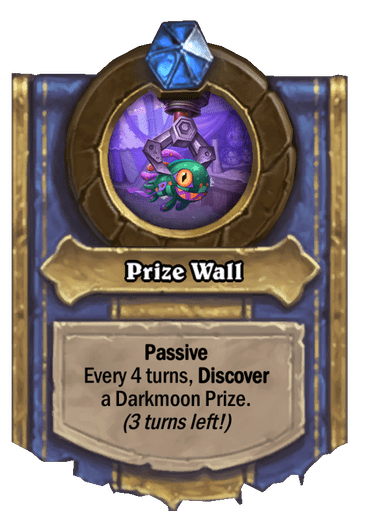 Prize Wall
Passive
Every 4 turns, Discover
a Darkmoon Prize.
(3 turns left!)